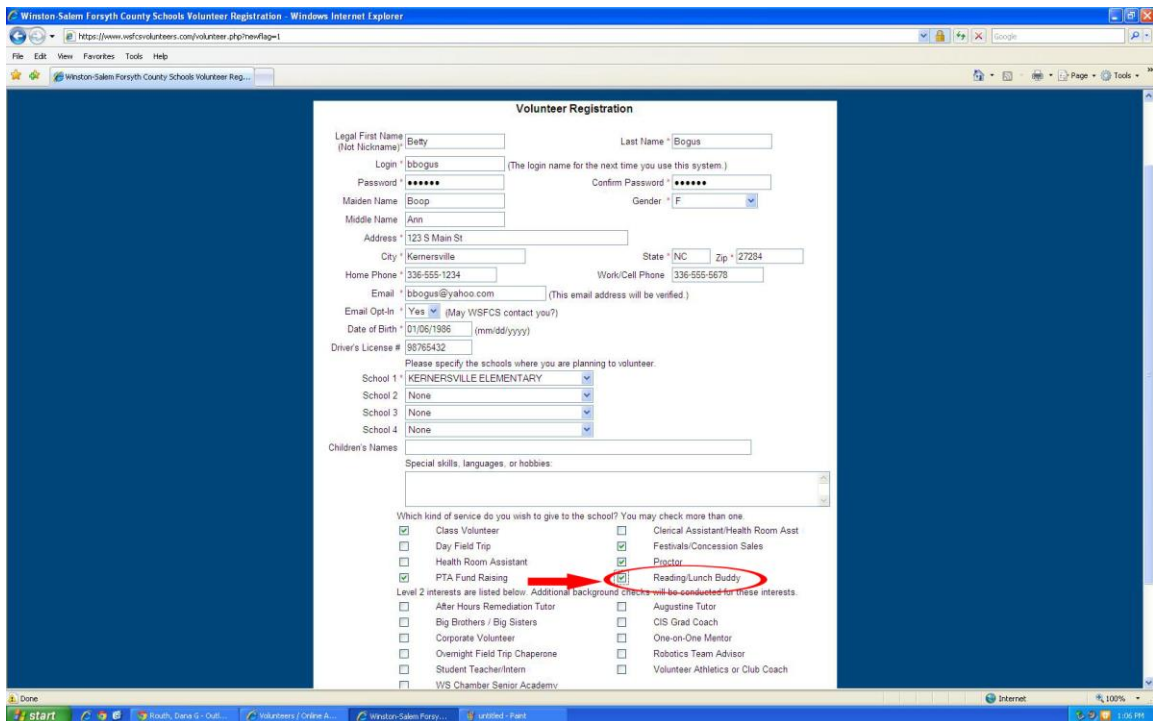 Winston-Salem Forsyth County Schools Volunteer Registration - Windows Internet Explorer
https://www.wsfcsvolunteers.com/volunteer.php?newflag=1
Google
File Edit View Favorites Tools Help
Winston-Salem Forsyth County Schools Volunteer Reg...
Page Tools
Volunteer Registration
Legal First Name (Not Nickname)* Betty Last Name * Bogus
Login * bbogus (The login name for the next time you use this system.)
Password * •••••• Confirm Password * ••••••
Maiden Name Boop Gender * F
Middle Name Ann
Address * 123 S Main St
City * Kernersville State * NC Zip * 27284
Home Phone * 336-555-1234 Work/Cell Phone 336-555-5678
Email * bbogus@yahoo.com (This email address will be verified.)
Email Opt-In * Yes (May WSFCS contact you?)
Date of Birth * 01/06/1986 (mm/dd/yyyy)
Driver's License # 98765432
Please specify the schools where you are planning to volunteer.
School 1 * KERNERSVILLE ELEMENTARY
School 2 None
School 3 None
School 4 None
Children's Names
Special skills, languages, or hobbies:
Which kind of service do you wish to give to the school? You may check more than one.
Class Volunteer Clerical Assistant/Health Room Asst
Day Field Trip Festivals/Concession Sales
Health Room Assistant Proctor
PTA Fund Raising Reading/Lunch Buddy
Level 2 interests are listed below. Additional background checks will be conducted for these interests.
After Hours Remediation Tutor Augustine Tutor
Big Brothers / Big Sisters CIS Grad Coach
Corporate Volunteer One-on-One Mentor
Overnight Field Trip Chaperone Robotics Team Advisor
Student Teacher/Intern Volunteer Athletics or Club Coach
WS Chamber Senior Academy
Done Internet 100%
start Routh, Dana G - Outl... Volunteers / Online A... Winston-Salem Forsy... untitled - Paint 1:06 PM